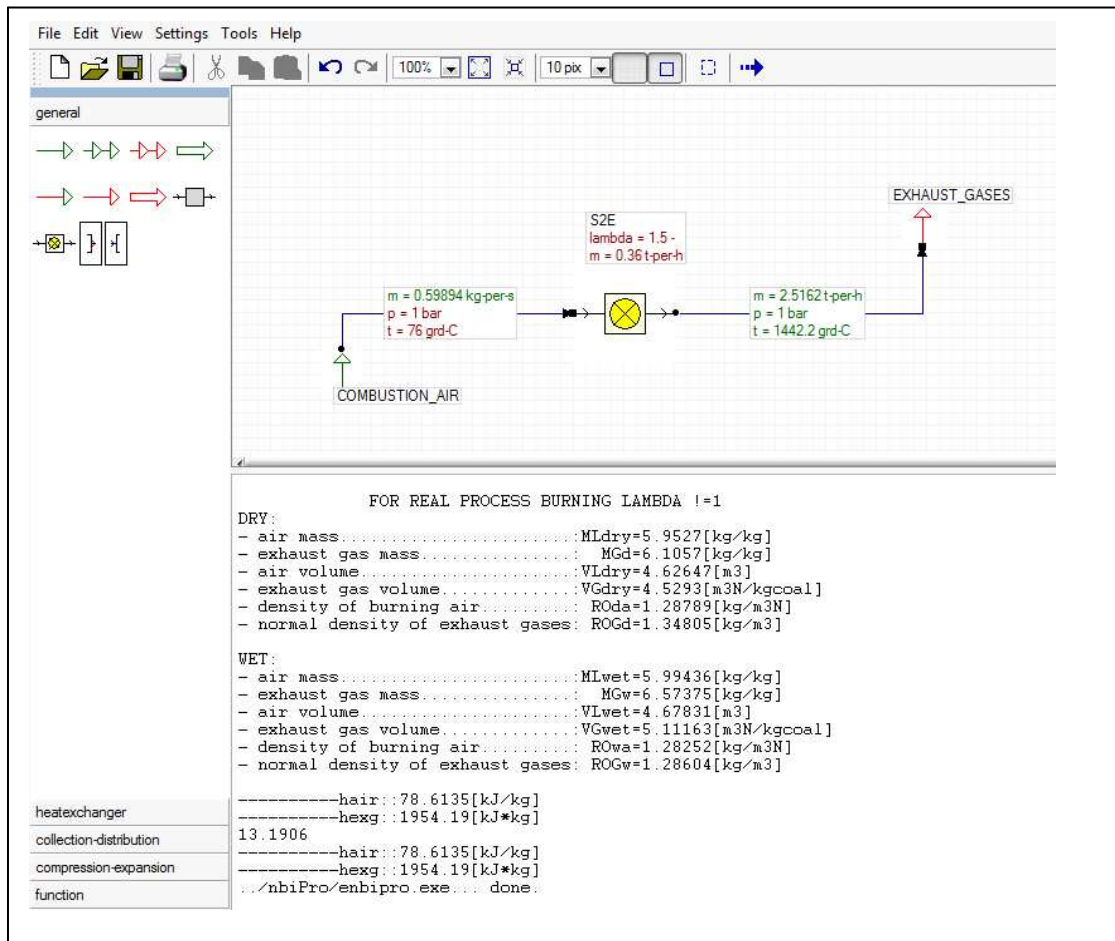 File Edit View Settings Tools Help
100% 10 pix
general
EXHAUST_GASES
S2E
lambda = 1.5 -
m = 0.36 t-per-h
m = 0.59894 kg-per-s
p = 1 bar
t = 76 grd-C
m = 2.5162 t-per-h
p = 1 bar
t = 1442.2 grd-C
COMBUSTION_AIR
FOR REAL PROCESS BURNING LAMBDA !=1
DRY:
- air mass.......................:MLdry=5.9527[kg/kg]
- exhaust gas mass...............: MGd=6.1057[kg/kg]
- air volume.....................:VLdry=4.62647[m3]
- exhaust gas volume.............:VGdry=4.5293[m3N/kgcoal]
- density of burning air.........: ROda=1.28789[kg/m3N]
- normal density of exhaust gases: ROGd=1.34805[kg/m3]
WET:
- air mass.......................:MLwet=5.99436[kg/kg]
- exhaust gas mass...............: MGw=6.57375[kg/kg]
- air volume.....................:VLwet=4.67831[m3]
- exhaust gas volume.............:VGwet=5.11163[m3N/kgcoal]
- density of burning air.........: ROwa=1.28252[kg/m3N]
- normal density of exhaust gases: ROGw=1.28604[kg/m3]
----------hair::78.6135[kJ/kg]
----------hexg::1954.19[kJ*kg]
13.1906
----------hair::78.6135[kJ/kg]
----------hexg::1954.19[kJ*kg]
../nbiPro/enbipro.exe... done.
heatexchanger
collection-distribution
compression-expansion
function